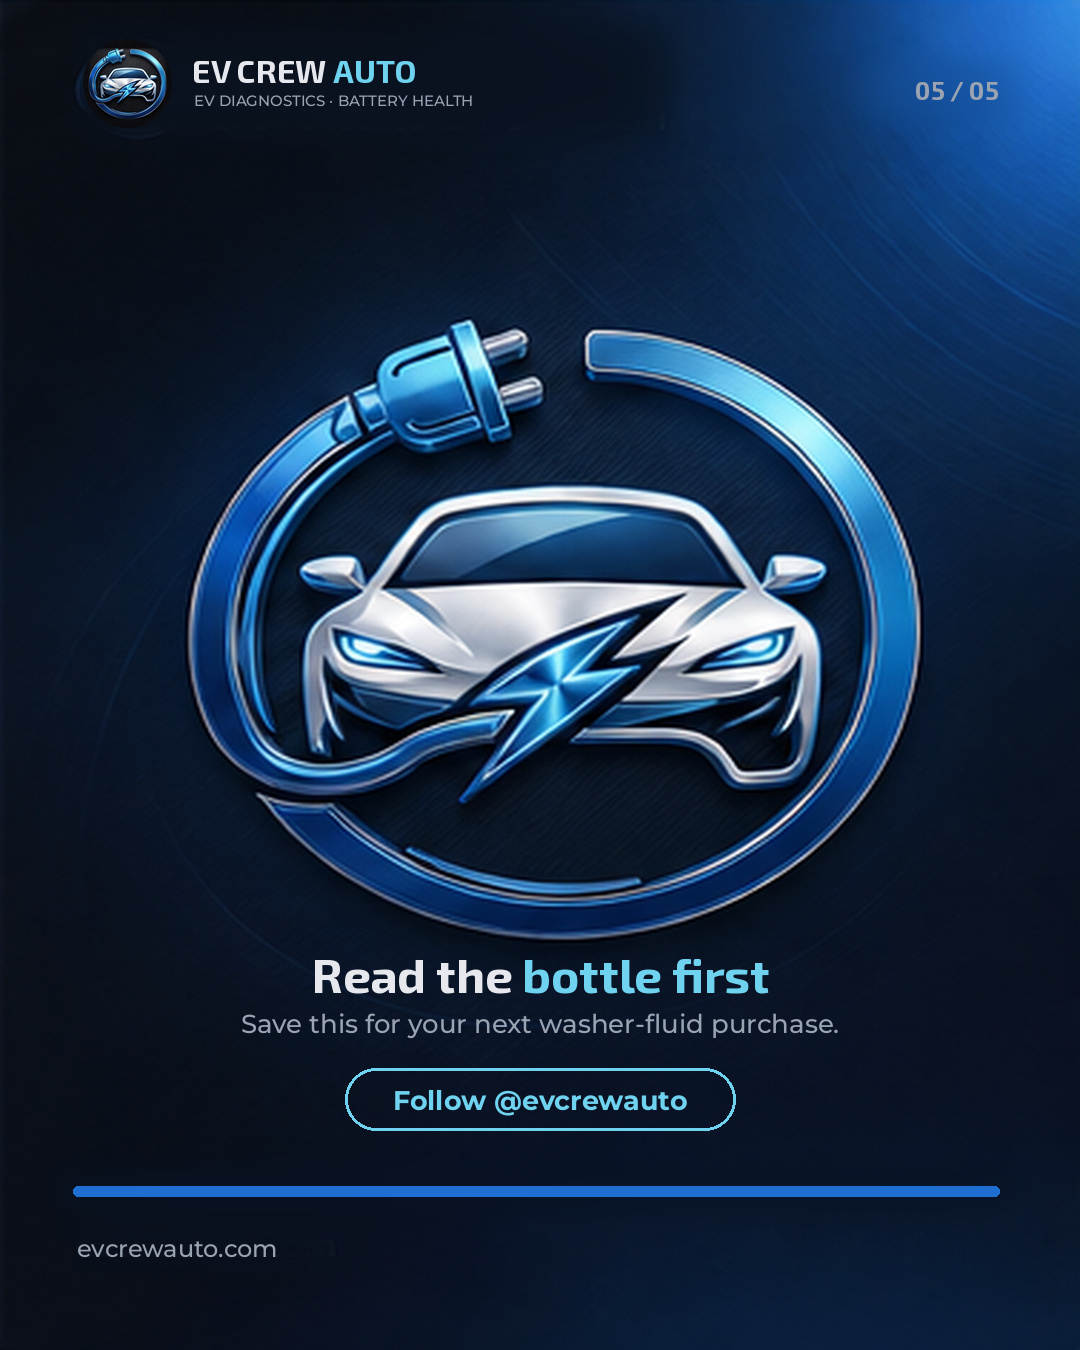 EV CREW AUTO
EV DIAGNOSTICS · BATTERY HEALTH
05 / 05
Read the bottle first
Save this for your next washer-fluid purchase.
Follow @evcrewauto
evcrewauto.com